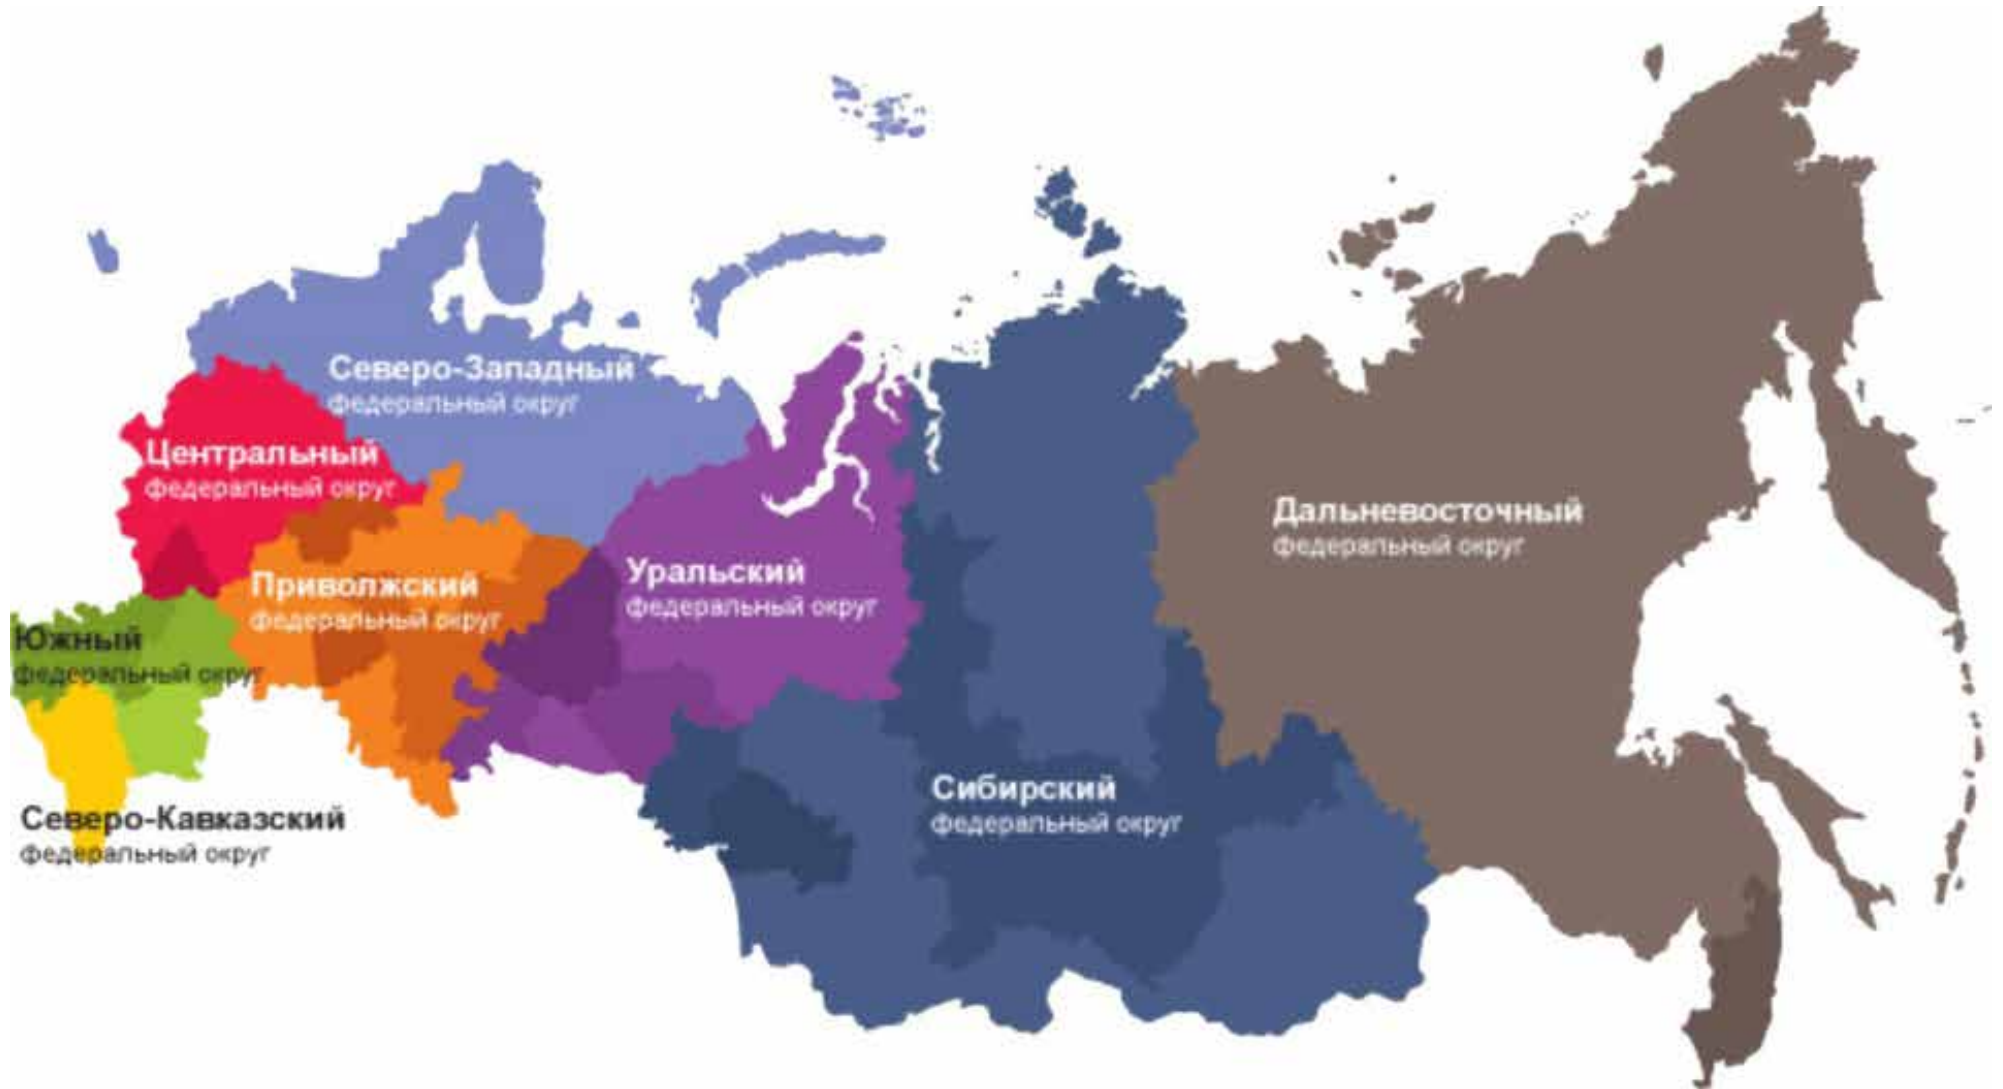 Северо-Западный
федеральный округ
Центральный
федеральный округ
Дальневосточный
федеральный округ
Уральский
федеральный округ
Приволжский
федеральный округ
Южный
федеральный округ
Сибирский
федеральный округ
Северо-Кавказский
федеральный округ